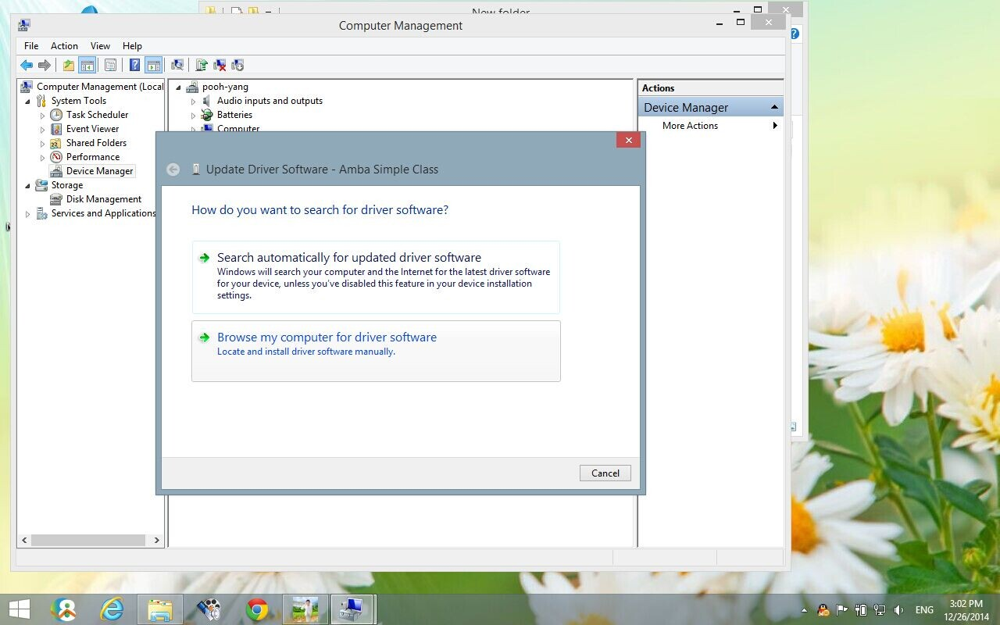 New folder
Computer Management
File Action View Help
Computer Management (Local
System Tools
Task Scheduler
Event Viewer
Shared Folders
Performance
Device Manager
Storage
Disk Management
Services and Applications
pooh-yang
Audio inputs and outputs
Batteries
Computer
Actions
Device Manager
More Actions
Update Driver Software - Amba Simple Class
How do you want to search for driver software?
Search automatically for updated driver software
Windows will search your computer and the Internet for the latest driver software
for your device, unless you've disabled this feature in your device installation
settings.
Browse my computer for driver software
Locate and install driver software manually.
Cancel
ENG
3:02 PM
12/26/2014